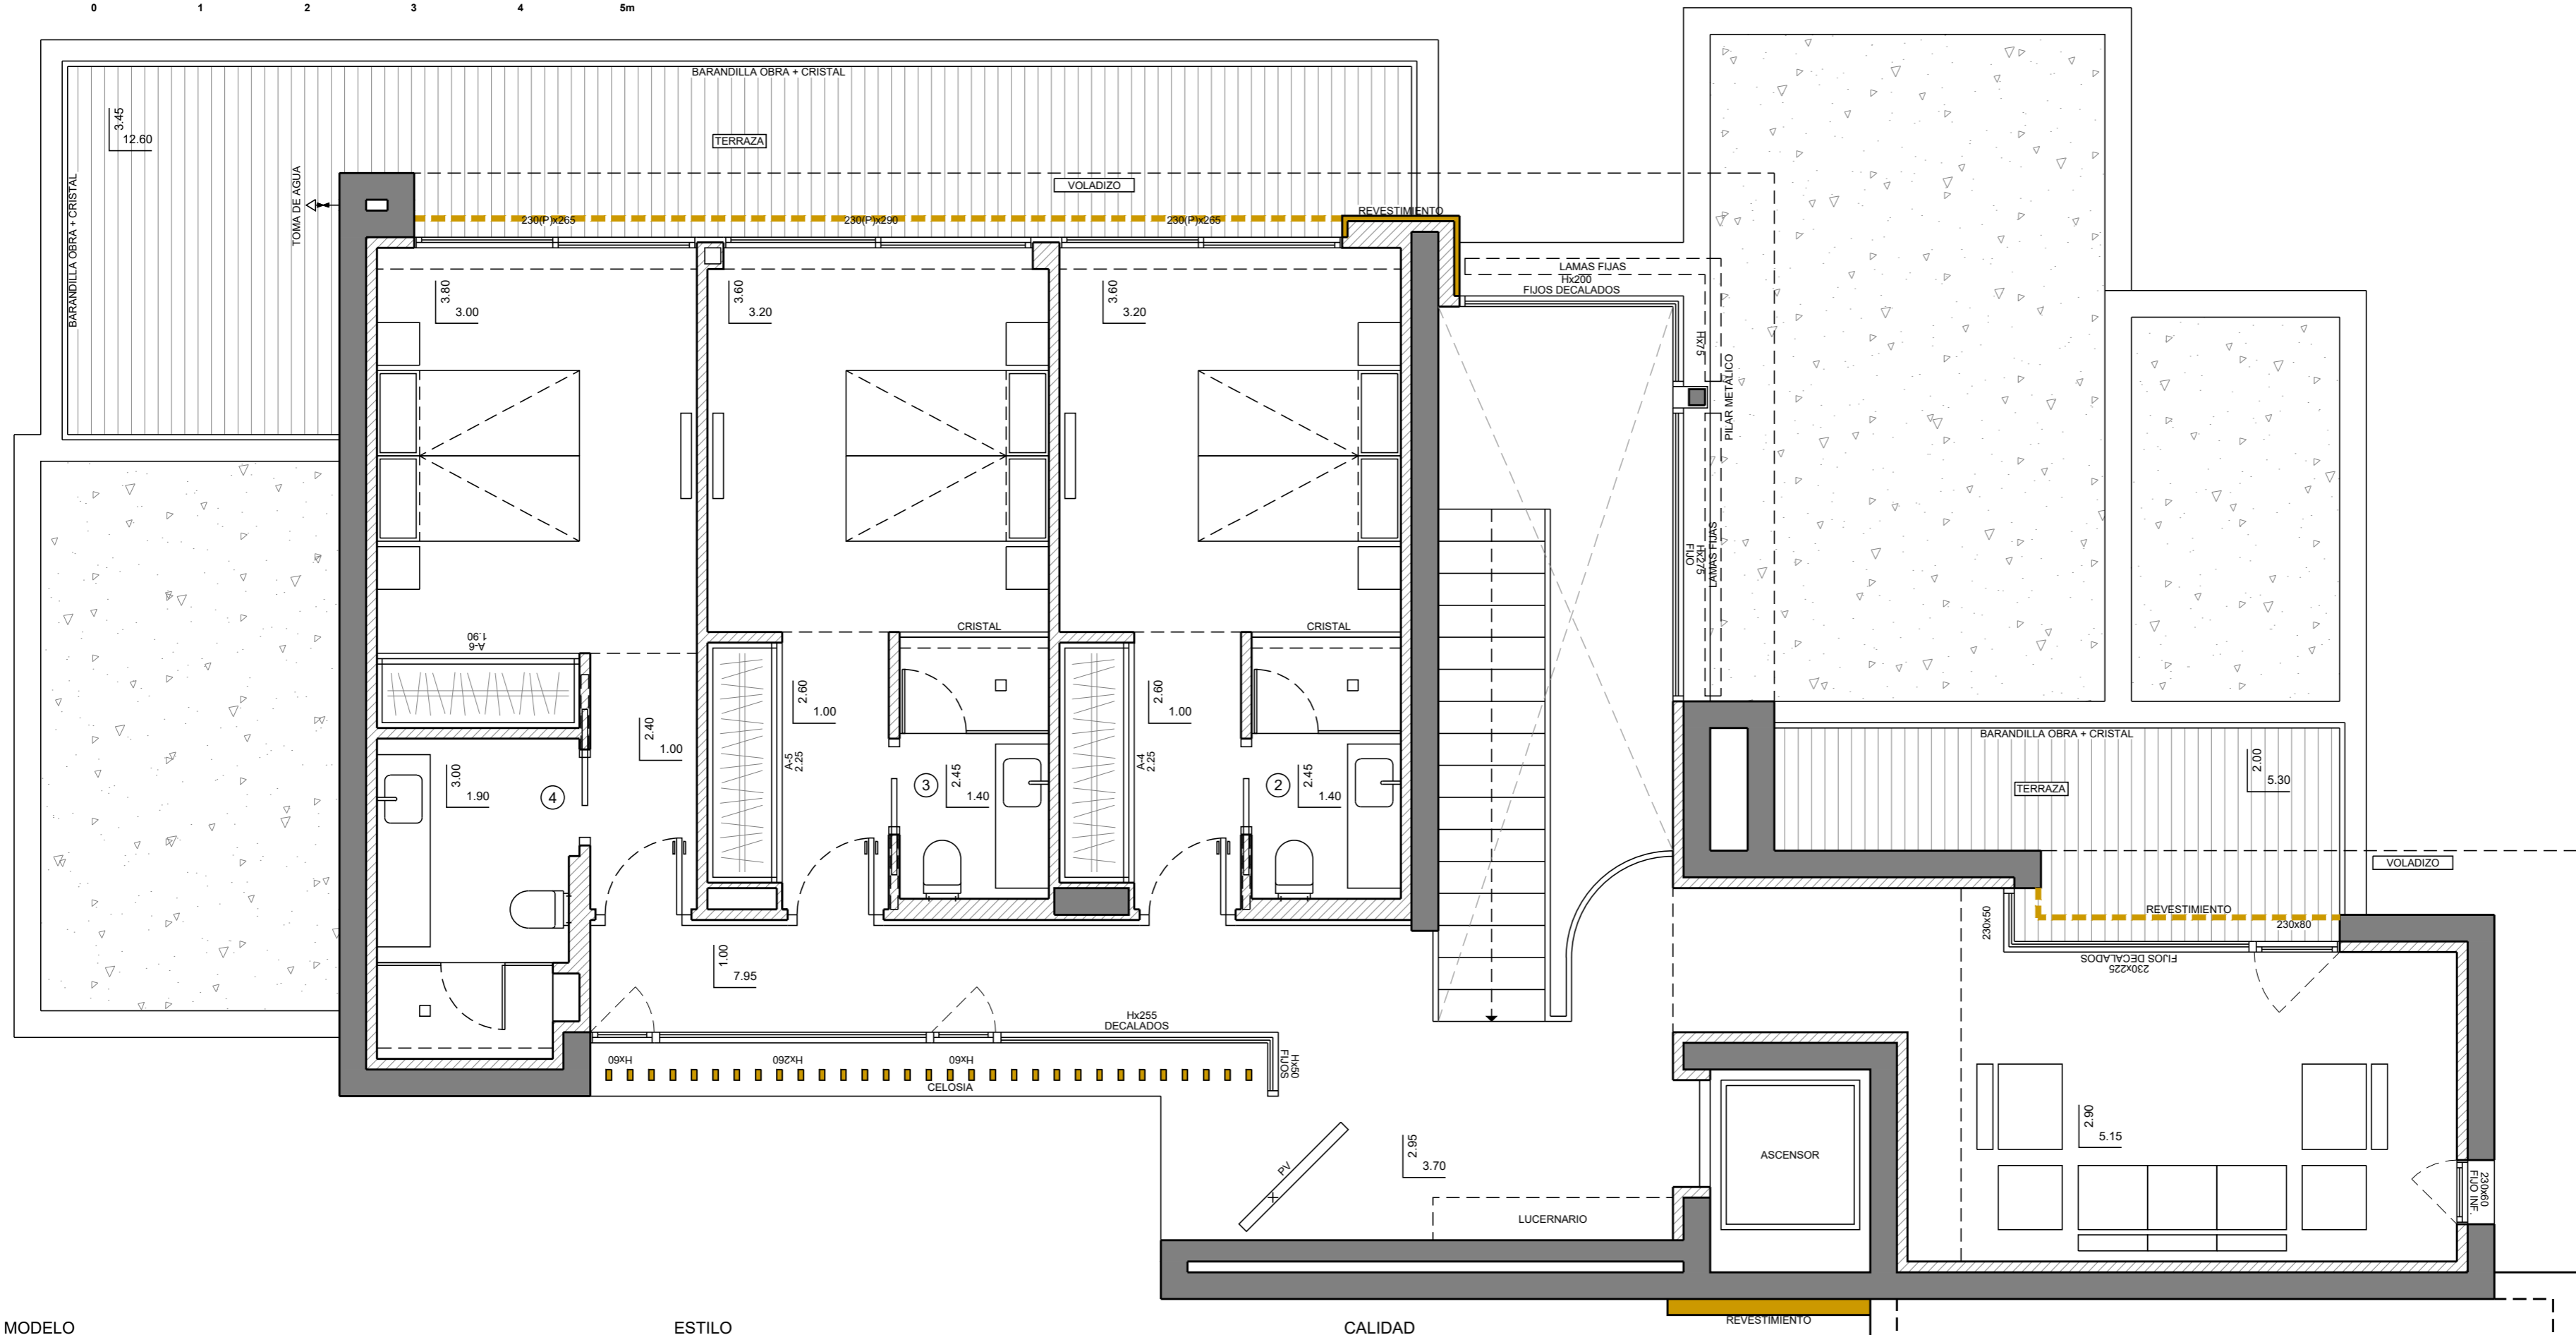 0 1 2 3 4 5m
BARANDILLA OBRA + CRISTAL
3.45
12.60
TERRAZA
BARANDILLA OBRA + CRISTAL
TOMA DE AGUA
VOLADIZO
230(P)x265
230(P)x290
230(P)x265
REVESTIMIENTO
LAMAS FIJAS
Hx200
FIJOS DECALADOS
3.80
3.00
3.60
3.20
3.60
3.20
Hx75
PILAR METÁLICO
LAMAS FIJAS
Hx275
FIJO
A-6
1.90
CRISTAL
CRISTAL
2.40
1.00
2.60
1.00
2.60
1.00
A-5
2.25
A-4
2.25
3.00
1.90
4
3
2.45
1.40
2
2.45
1.40
BARANDILLA OBRA + CRISTAL
2.00
5.30
TERRAZA
VOLADIZO
REVESTIMIENTO
230x50
230x80
FIJOS DECALADOS
230x225
1.00
7.95
Hx255
DECALADOS
Hx60
Hx260
Hx60
Hx50
FIJOS
CELOSIA
PV
2.95
3.70
ASCENSOR
2.90
5.15
230x60
FIJO INF.
LUCERNARIO
REVESTIMIENTO
MODELO
ESTILO
CALIDAD